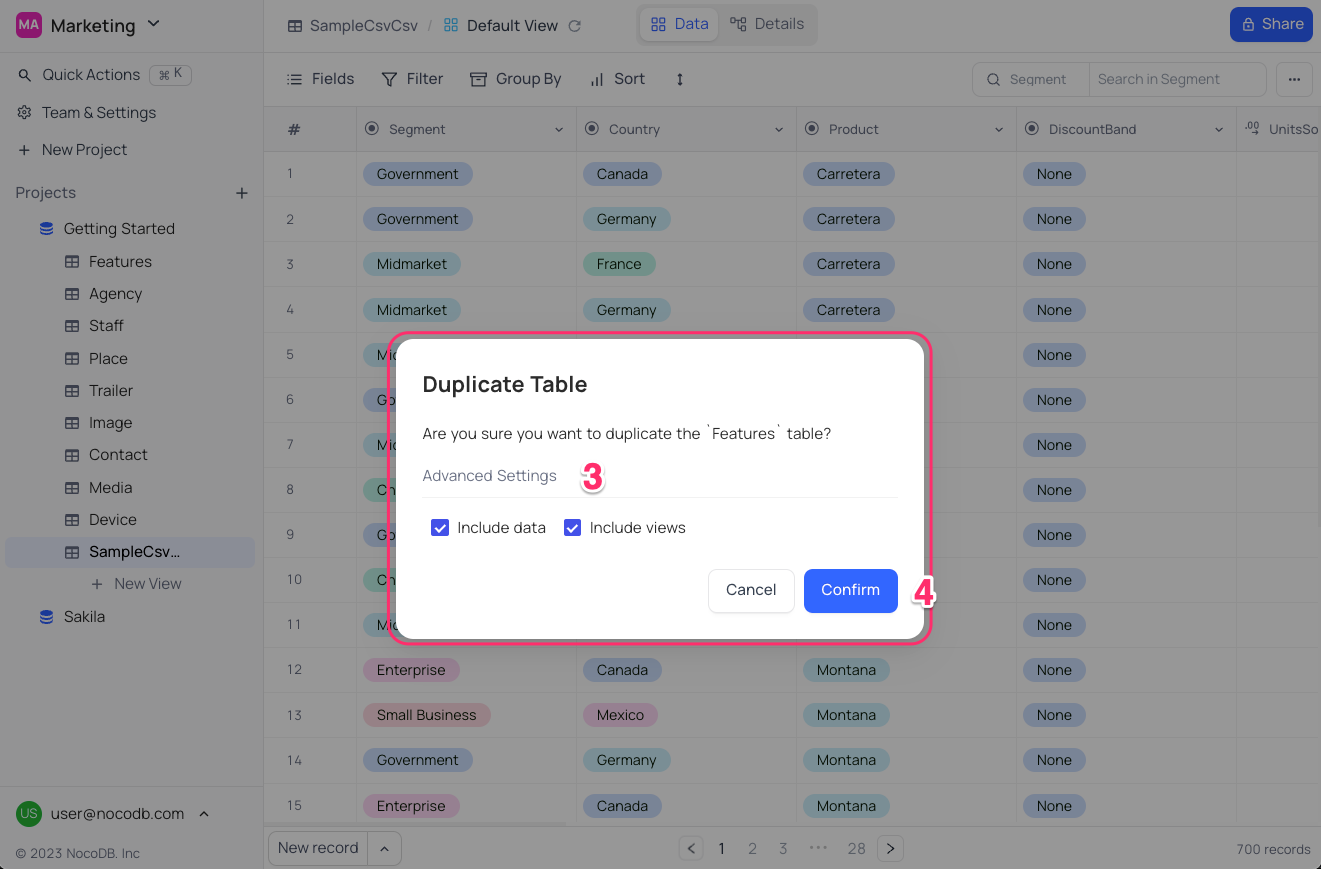 MA Marketing
SampleCsvCsv / Default View
Data Details
Share
Quick Actions ⌘ K
Team & Settings
New Project
Projects
Getting Started
Features
Agency
Staff
Place
Trailer
Image
Contact
Media
Device
SampleCsv...
New View
Sakila
US user@nocodb.com
© 2023 NocoDB. Inc
Fields Filter Group By Sort
Segment Search in Segment
# Segment Country Product DiscountBand .00 UnitsSo
1 Government Canada Carretera None
2 Government Germany Carretera None
3 Midmarket France Carretera None
4 Midmarket Germany Carretera None
5 Mic None
6 Go None
7 Mic None
8 Ch None
9 Go None
10 Ch None
11 Mic None
12 Enterprise Canada Montana None
13 Small Business Mexico Montana None
14 Government Germany Montana None
15 Enterprise Canada Montana None
Duplicate Table
Are you sure you want to duplicate the `Features` table?
Advanced Settings 3
Include data Include views
Cancel Confirm 4
New record
1 2 3 ••• 28
700 records